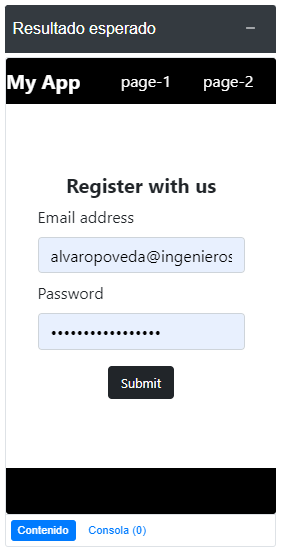 Resultado esperado
My App page-1 page-2
Register with us
Email address
alvaropoveda@ingenieros
Password
•••••••••••••••••
Submit
Contenido Consola (0)